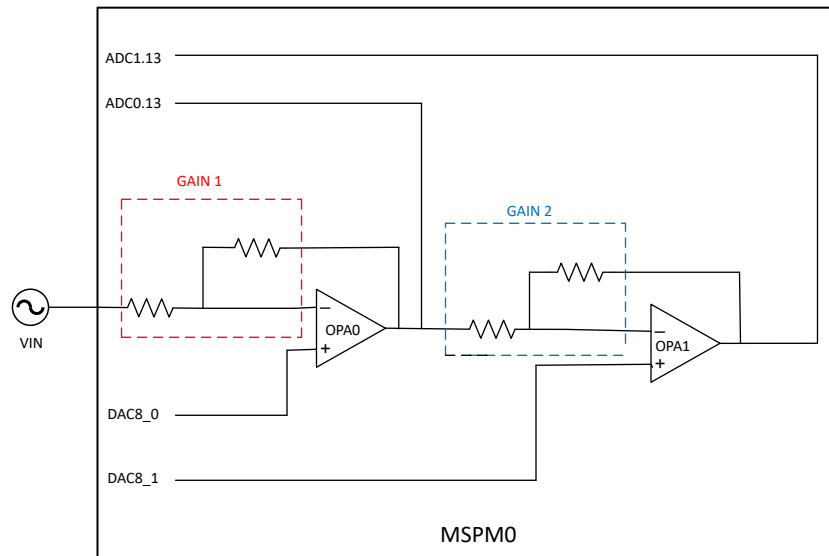 ADC1.13
ADC0.13
GAIN 1
GAIN 2
−
OPA0
+
−
OPA1
+
VIN
DAC8_0
DAC8_1
MSPM0